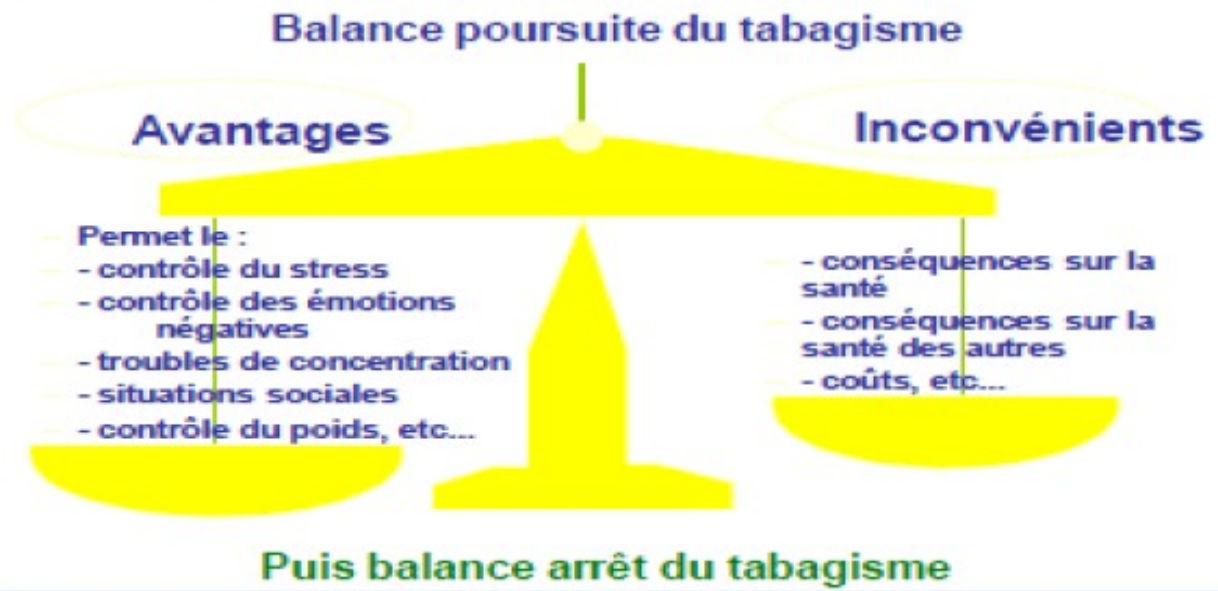 Balance poursuite du tabagisme
Avantages
Inconvénients
Permet le :
- contrôle du stress
- contrôle des émotions
négatives
- troubles de concentration
- situations sociales
- contrôle du poids, etc...
- conséquences sur la
santé
- conséquences sur la
santé des autres
- coûts, etc...
Puis balance arrêt du tabagisme